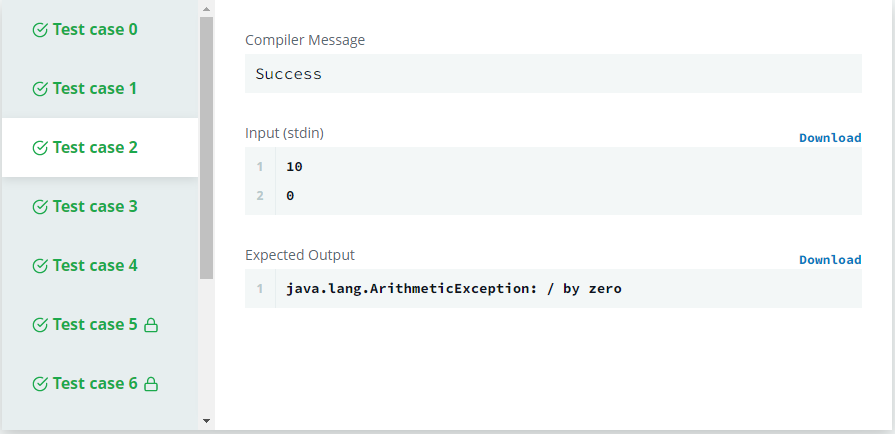 Test case 0
Test case 1
Test case 2
Test case 3
Test case 4
Test case 5
Test case 6
Compiler Message
Success
Input (stdin)
Download
1 10
2 0
Expected Output
Download
1 java.lang.ArithmeticException: / by zero